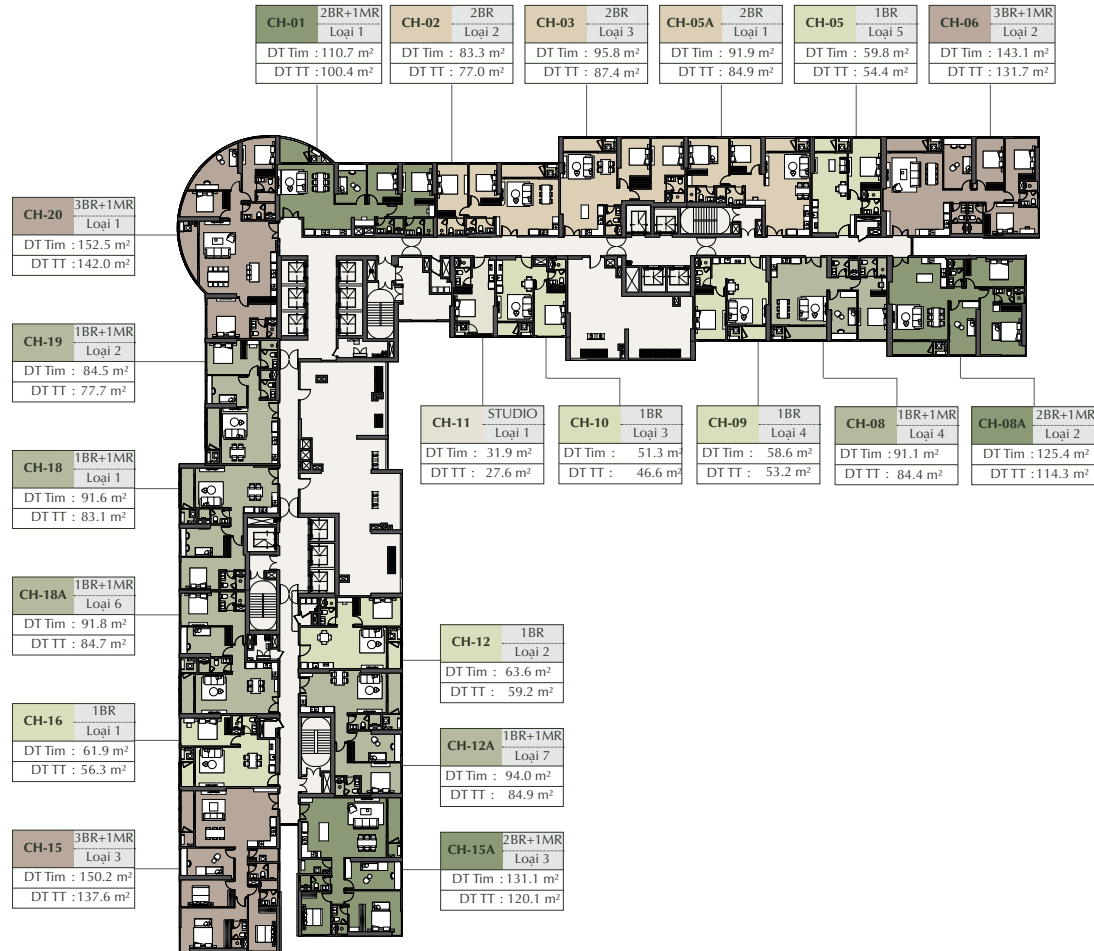 CH-01 2BR+1MR
Loại 1
DT Tim : 110.7 m²
DT TT : 100.4 m²
CH-02 2BR
Loại 2
DT Tim : 83.3 m²
DT TT : 77.0 m²
CH-03 2BR
Loại 3
DT Tim : 95.8 m²
DT TT : 87.4 m²
CH-05A 2BR
Loại 1
DT Tim : 91.9 m²
DT TT : 84.9 m²
CH-05 1BR
Loại 5
DT Tim : 59.8 m²
DT TT : 54.4 m²
CH-06 3BR+1MR
Loại 2
DT Tim : 143.1 m²
DT TT : 131.7 m²
CH-20 3BR+1MR
Loại 1
DT Tim : 152.5 m²
DT TT : 142.0 m²
CH-19 1BR+1MR
Loại 2
DT Tim : 84.5 m²
DT TT : 77.7 m²
CH-11 STUDIO
Loại 1
DT Tim : 31.9 m²
DT TT : 27.6 m²
CH-10 1BR
Loại 3
DT Tim : 51.3 m²
DT TT : 46.6 m²
CH-09 1BR
Loại 4
DT Tim : 58.6 m²
DT TT : 53.2 m²
CH-08 1BR+1MR
Loại 4
DT Tim : 91.1 m²
DT TT : 84.4 m²
CH-08A 2BR+1MR
Loại 2
DT Tim : 125.4 m²
DT TT : 114.3 m²
CH-18 1BR+1MR
Loại 1
DT Tim : 91.6 m²
DT TT : 83.1 m²
CH-18A 1BR+1MR
Loại 6
DT Tim : 91.8 m²
DT TT : 84.7 m²
CH-12 1BR
Loại 2
DT Tim : 63.6 m²
DT TT : 59.2 m²
CH-16 1BR
Loại 1
DT Tim : 61.9 m²
DT TT : 56.3 m²
CH-12A 1BR+1MR
Loại 7
DT Tim : 94.0 m²
DT TT : 84.9 m²
CH-15 3BR+1MR
Loại 3
DT Tim : 150.2 m²
DT TT : 137.6 m²
CH-15A 2BR+1MR
Loại 3
DT Tim : 131.1 m²
DT TT : 120.1 m²